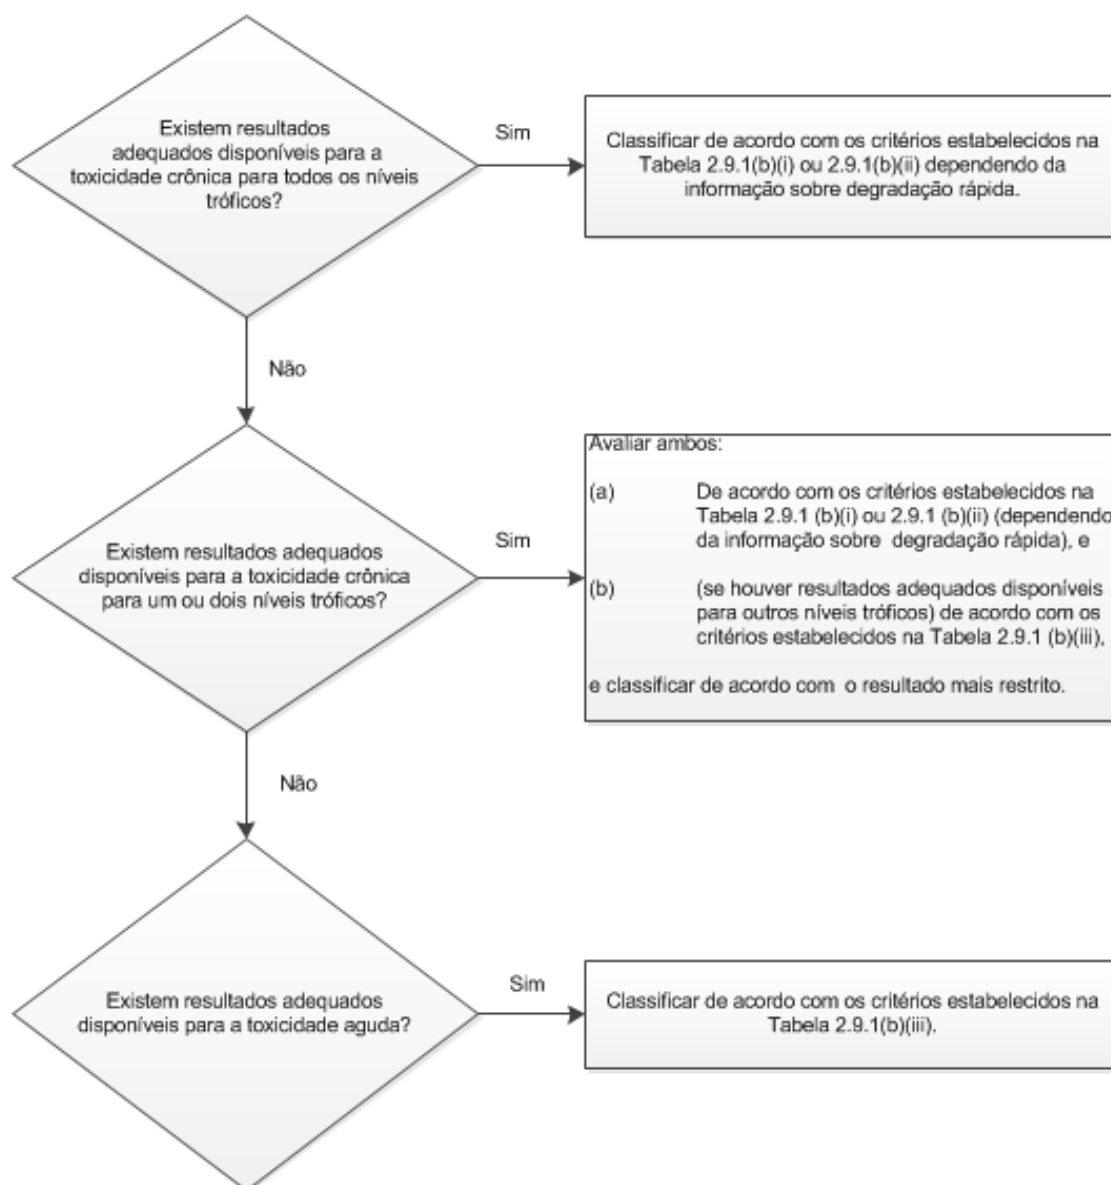 Existem resultados
adequados disponíveis para a
toxicidade crônica para todos os níveis
tróficos?
Sim
Classificar de acordo com os critérios estabelecidos na
Tabela 2.9.1(b)(i) ou 2.9.1(b)(ii) dependendo da
informação sobre degradação rápida.
Não
Existem resultados adequados
disponíveis para a toxicidade crônica
para um ou dois níveis tróficos?
Sim
Avaliar ambos:
(a) De acordo com os critérios estabelecidos na
Tabela 2.9.1 (b)(i) ou 2.9.1 (b)(ii) (dependendo
da informação sobre degradação rápida), e
(b) (se houver resultados adequados disponíveis
para outros níveis tróficos) de acordo com os
critérios estabelecidos na Tabela 2.9.1 (b)(iii),
e classificar de acordo com o resultado mais restrito.
Não
Existem resultados adequados
disponíveis para a toxicidade aguda?
Sim
Classificar de acordo com os critérios estabelecidos na
Tabela 2.9.1(b)(iii).